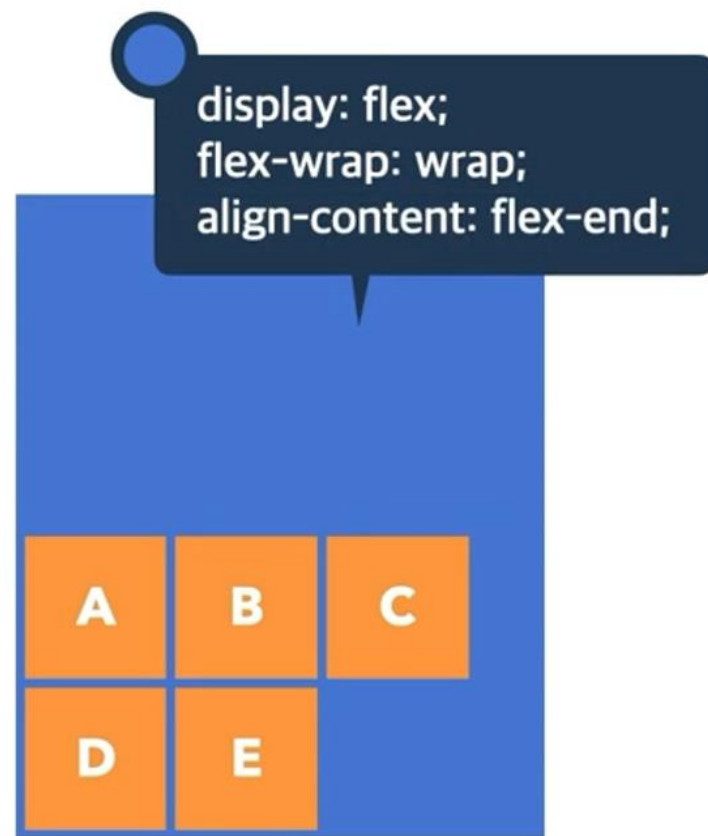 display: flex;
flex-wrap: wrap;
align-content: flex-end;
A B C
D E